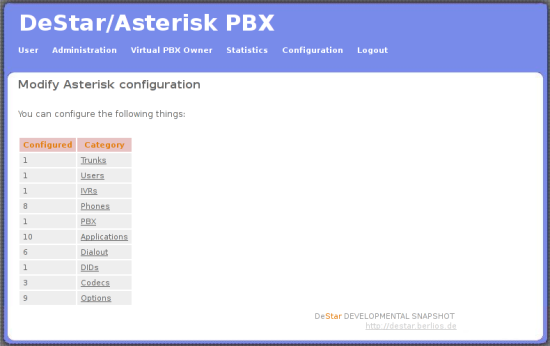 DeStar/Asterisk PBX
User Administration Virtual PBX Owner Statistics Configuration Logout
Modify Asterisk configuration
You can configure the following things:
Configured Category
1 Trunks
1 Users
1 IVRs
8 Phones
1 PBX
10 Applications
6 Dialout
1 DIDs
3 Codecs
9 Options
DeStar DEVELOPMENTAL SNAPSHOT
http://destar.berlios.de